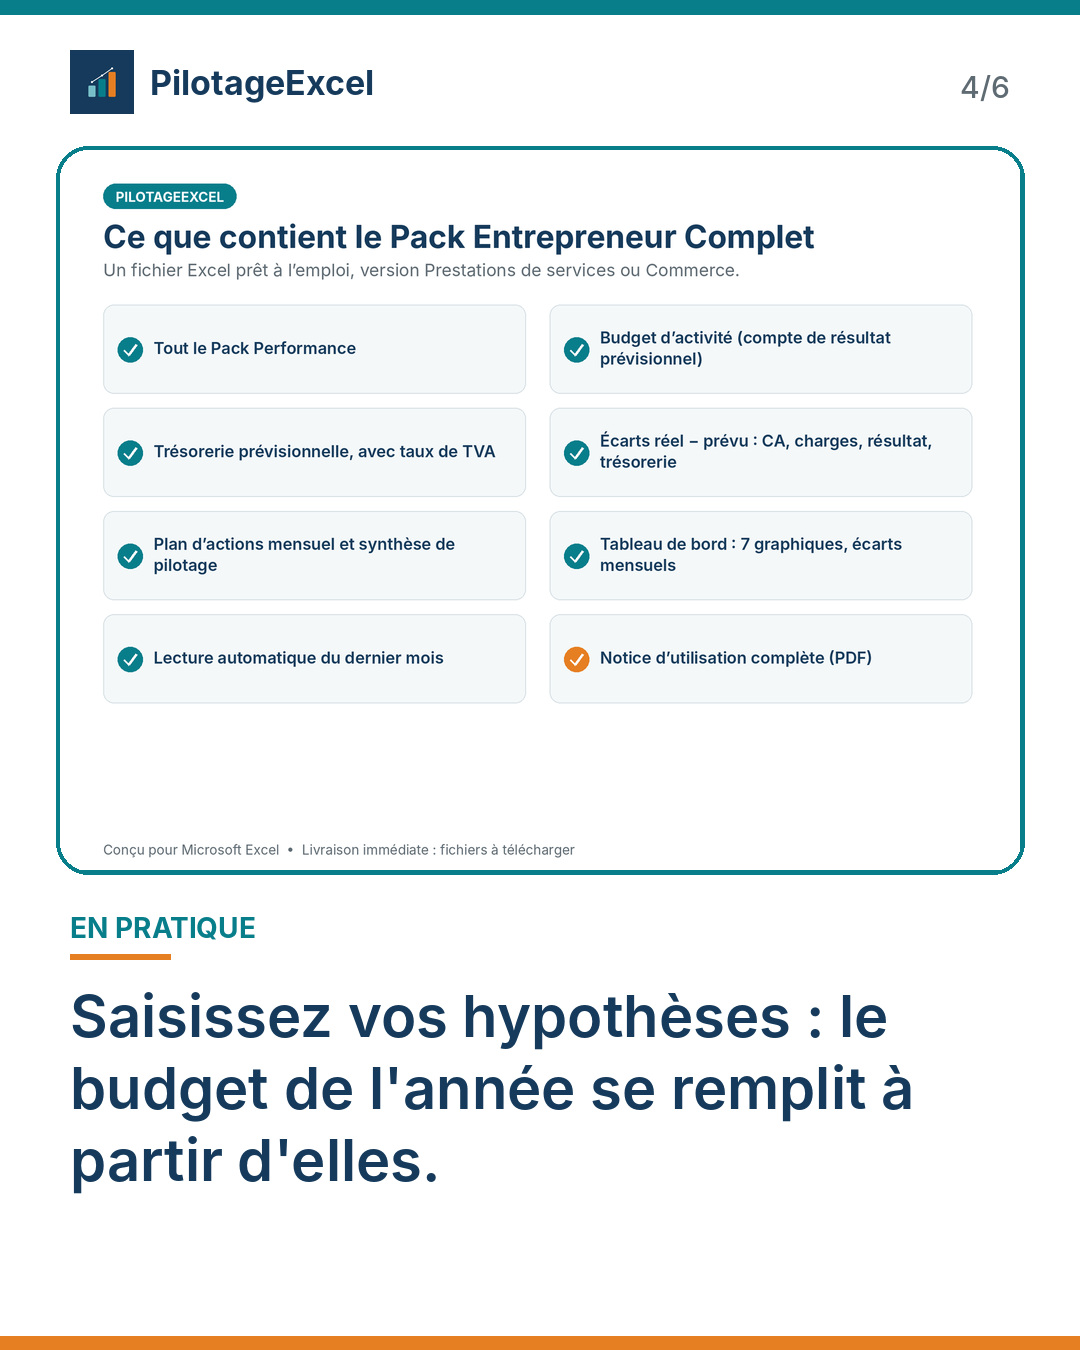 PilotageExcel
4/6
PILOTAGEEXCEL
Ce que contient le Pack Entrepreneur Complet
Un fichier Excel prêt à l’emploi, version Prestations de services ou Commerce.
Tout le Pack Performance
Budget d’activité (compte de résultat
prévisionnel)
Trésorerie prévisionnelle, avec taux de TVA
Écarts réel – prévu : CA, charges, résultat,
trésorerie
Plan d’actions mensuel et synthèse de
pilotage
Tableau de bord : 7 graphiques, écarts
mensuels
Lecture automatique du dernier mois
Notice d’utilisation complète (PDF)
Conçu pour Microsoft Excel • Livraison immédiate : fichiers à télécharger
EN PRATIQUE
Saisissez vos hypothèses : le
budget de l'année se remplit à
partir d'elles.